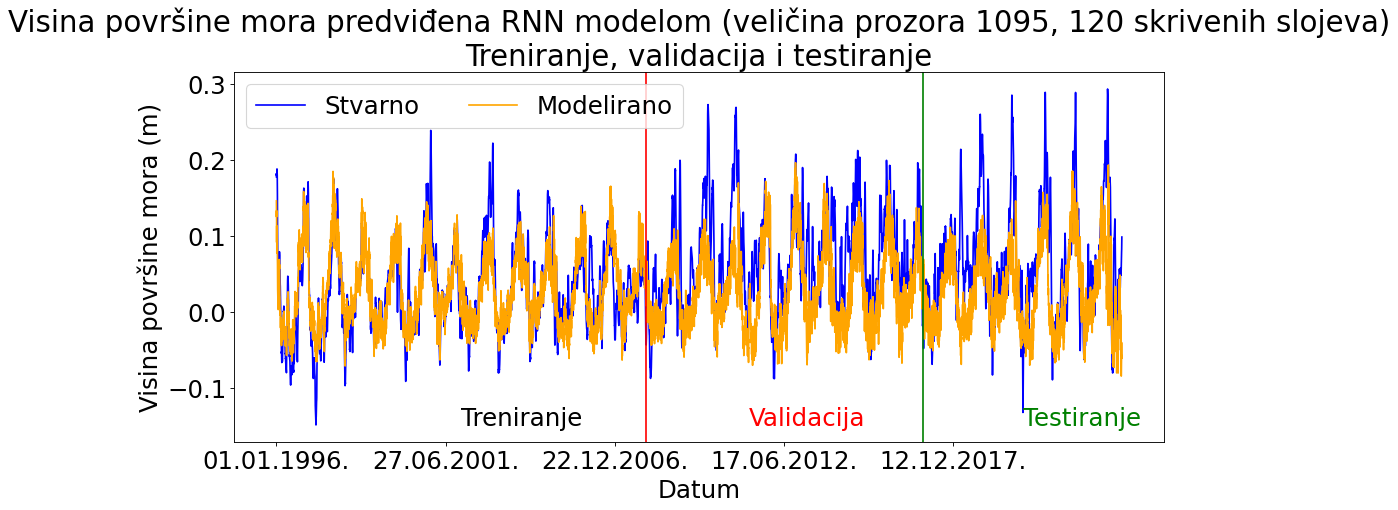 Visina površine mora predviđena RNN modelom (veličina prozora 1095, 120 skrivenih slojeva)
Treniranje, validacija i testiranje
Stvarno Modelirano
Visina površine mora (m)
0.3
0.2
0.1
0.0
−0.1
Treniranje Validacija Testiranje
01.01.1996. 27.06.2001. 22.12.2006. 17.06.2012. 12.12.2017.
Datum